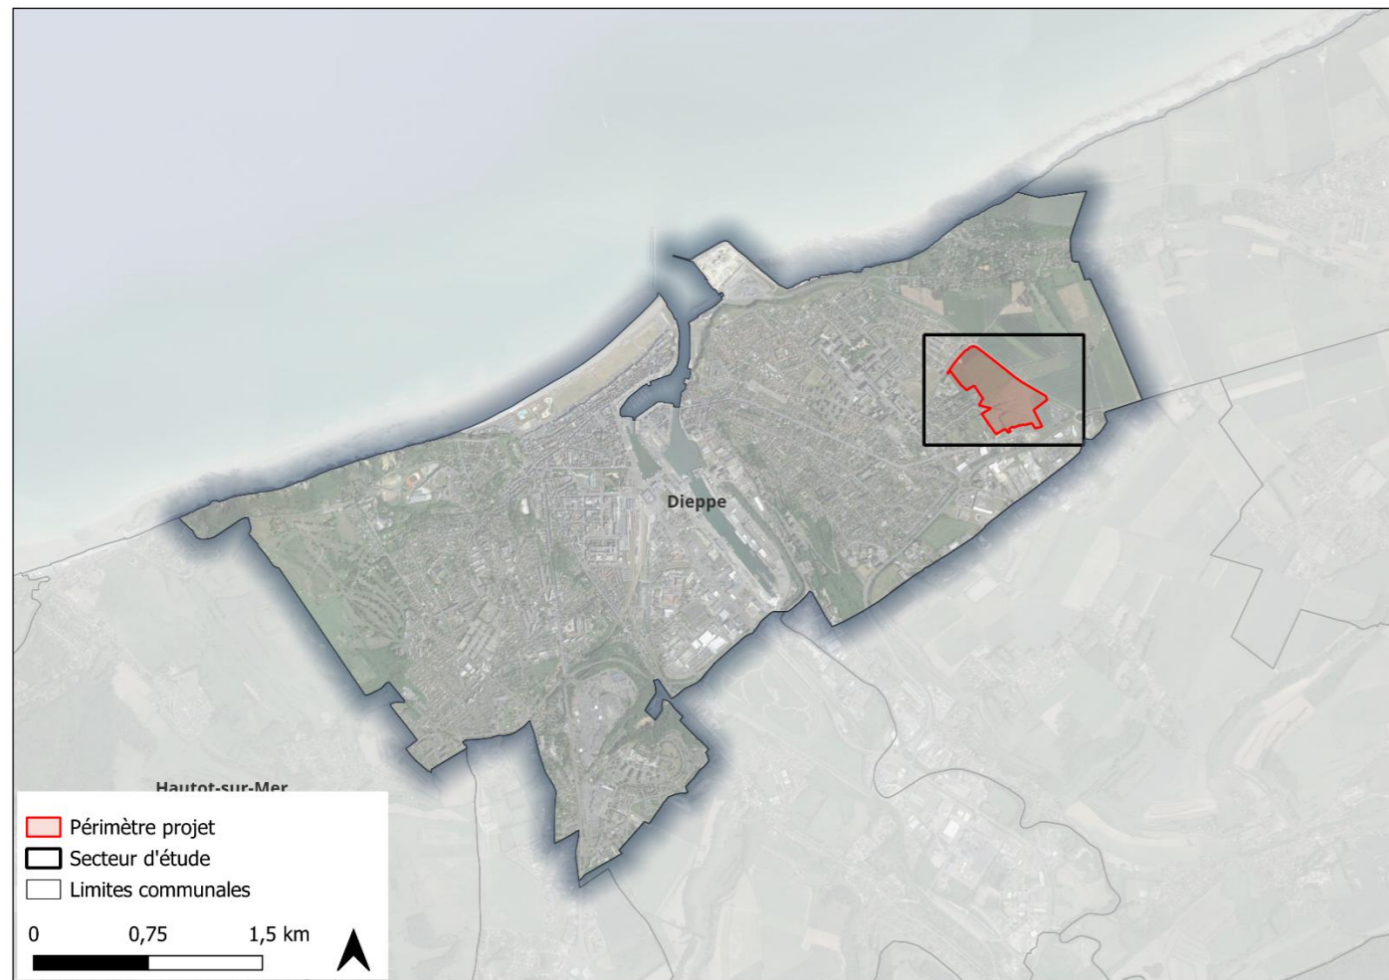 Dieppe
Hautot-sur-Mer
Périmètre projet
Secteur d'étude
Limites communales
0 0,75 1,5 km